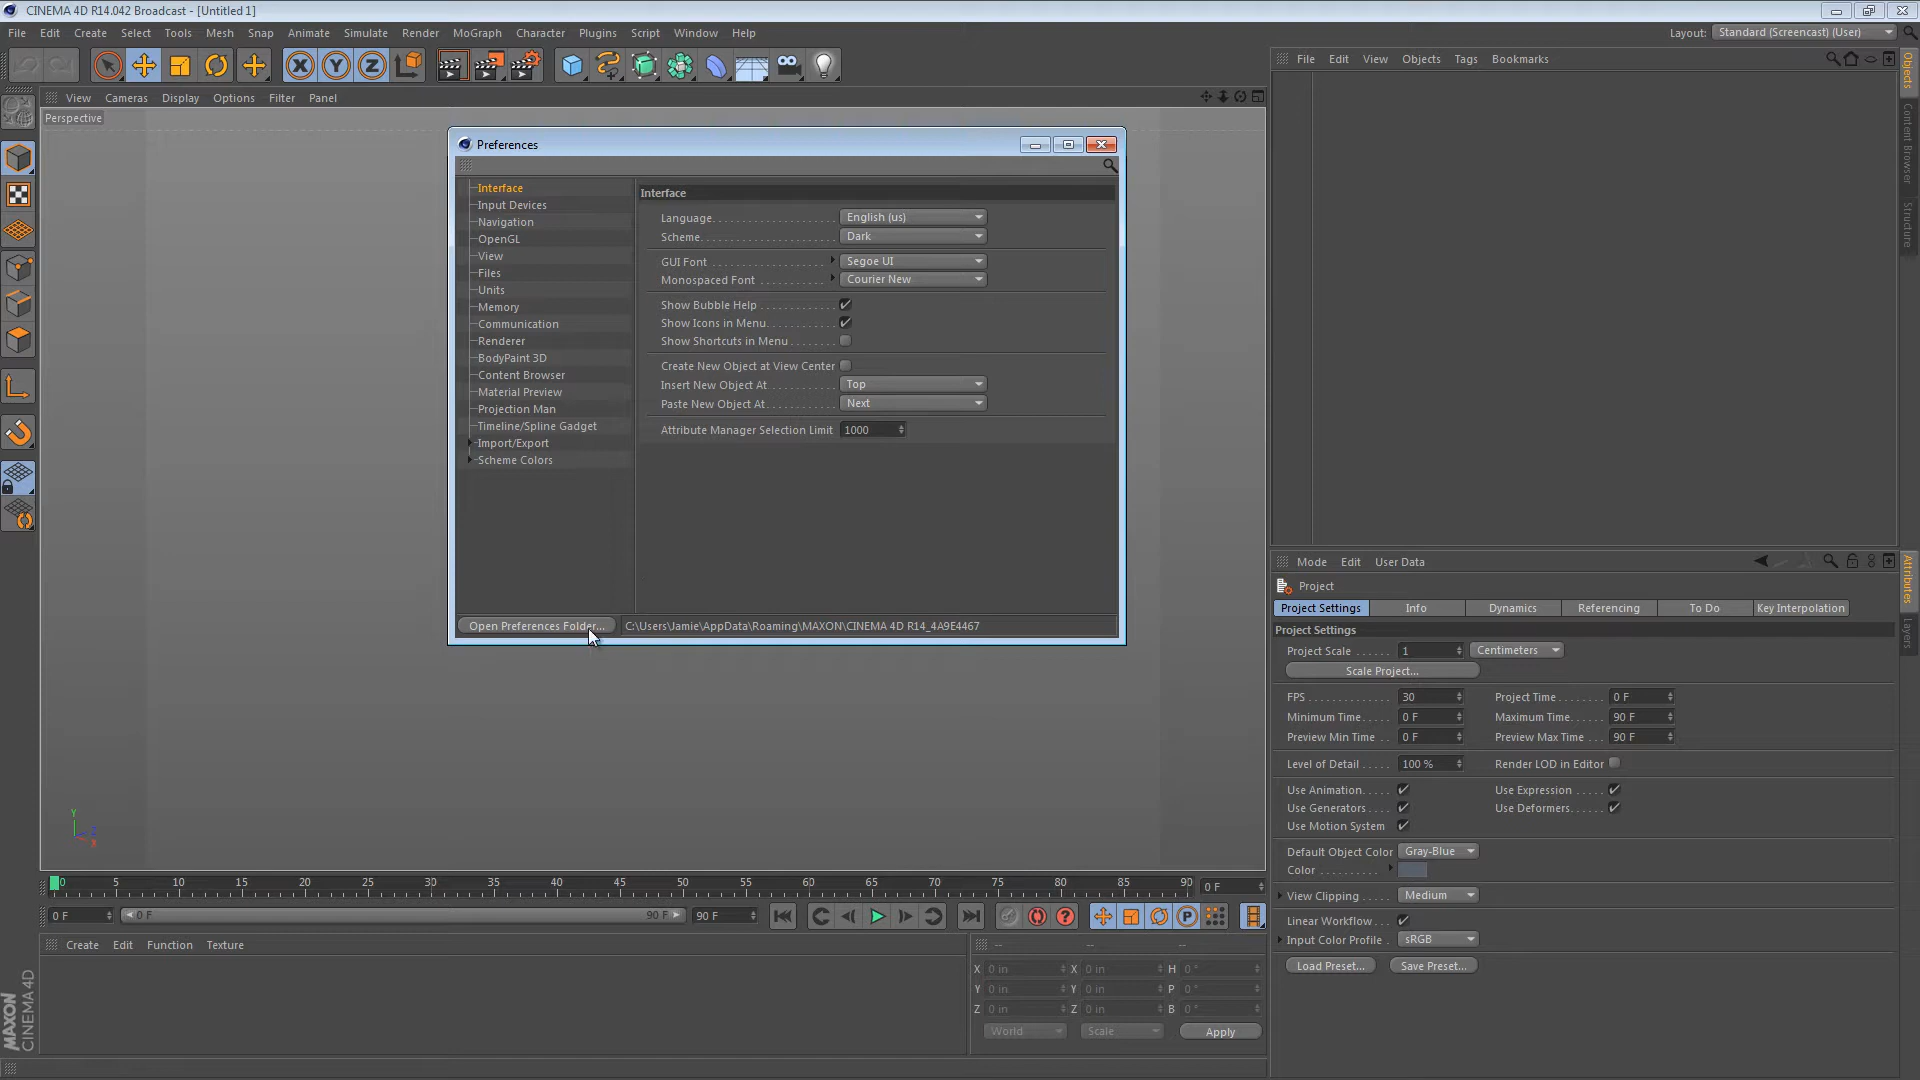 CINEMA 4D R14.042 Broadcast - [Untitled 1]
File Edit Create Select Tools Mesh Snap Animate Simulate Render MoGraph Character Plugins Script Window Help
Layout: Standard (Screencast) (User)
View Cameras Display Options Filter Panel
File Edit View Objects Tags Bookmarks
Perspective
Objects
Content Browser
Structure
Preferences
Interface
Input Devices
Navigation
OpenGL
View
Files
Units
Memory
Communication
Renderer
BodyPaint 3D
Content Browser
Material Preview
Projection Man
Timeline/Spline Gadget
Import/Export
Scheme Colors
Interface
Language English (us)
Scheme Dark
GUI Font Segoe UI
Monospaced Font Courier New
Show Bubble Help
Show Icons in Menu
Show Shortcuts in Menu
Create New Object at View Center
Insert New Object At Top
Paste New Object At Next
Attribute Manager Selection Limit 1000
Open Preferences Folder... C:\Users\Jamie\AppData\Roaming\MAXON\CINEMA 4D R14_4A9E4467
Mode Edit User Data
Attributes
Layers
Project
Project Settings Info Dynamics Referencing To Do Key Interpolation
Project Settings
Project Scale 1 Centimeters
Scale Project...
FPS 30 Project Time 0 F
Minimum Time 0 F Maximum Time 90 F
Preview Min Time 0 F Preview Max Time 90 F
Level of Detail 100 % Render LOD in Editor
Use Animation Use Expression
Use Generators Use Deformers
Use Motion System
Default Object Color Gray-Blue
Color
View Clipping Medium
Linear Workflow
Input Color Profile sRGB
Load Preset... Save Preset...
Y
Z
X
0 5 10 15 20 25 30 35 40 45 50 55 60 65 70 75 80 85 90 0 F
0 F 0 F 90 F 90 F
Create Edit Function Texture
-- -- --
X 0 in X 0 in H 0 °
Y 0 in Y 0 in P 0 °
Z 0 in Z 0 in B 0 °
World Scale Apply
MAXON
CINEMA 4D